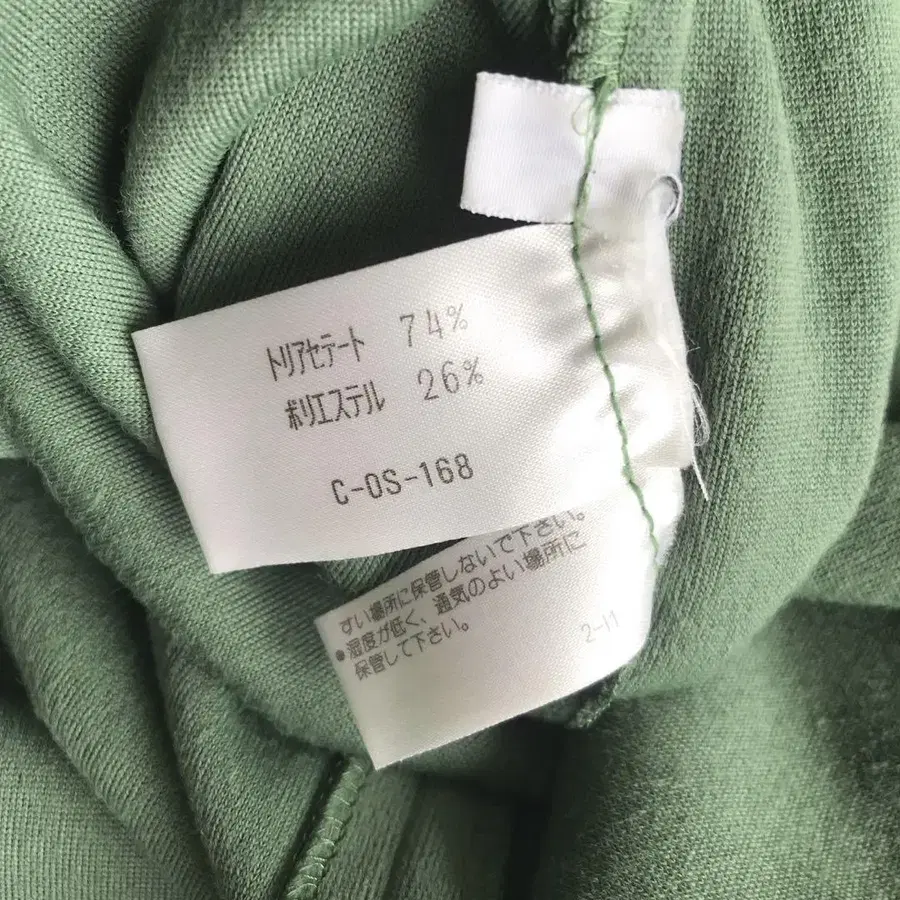 トリアセテート 74%
ポリエステル 26%
C-OS-168
すい場所に保管しないで下さい。
●湿度が低く、通気のよい場所に
保管して下さい。
2-11